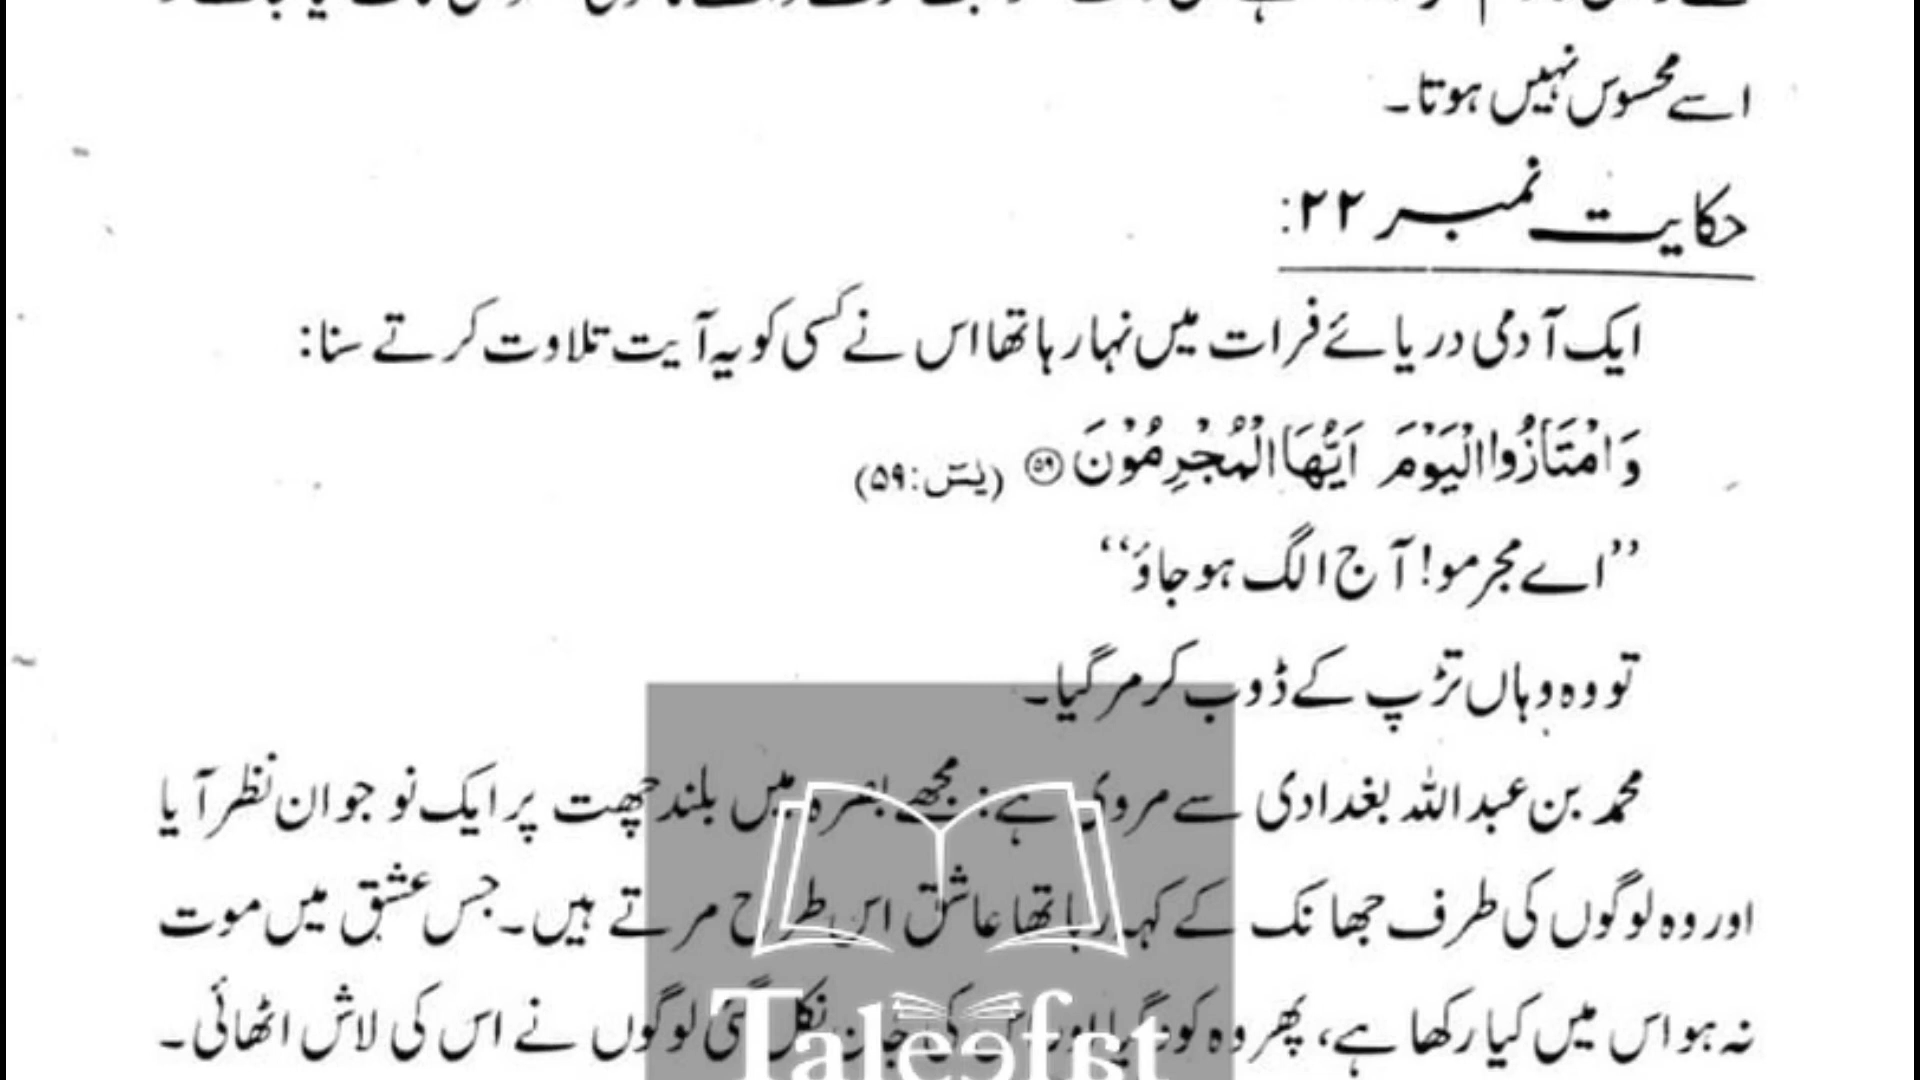 اسے محسوس نہیں ہوتا۔
حکایت نمبر ۲۲:
ایک آدمی دریائے فرات میں نہا رہا تھا اس نے کسی کو یہ آیت تلاوت کرتے سنا:
وَامْتَازُوا الْيَوْمَ اَيُّهَا الْمُجْرِمُوْنَ ۵۹ (یٰسٓ:۵۹)
’’اے مجرمو! آج الگ ہو جاؤ‘‘
تو وہ وہاں تڑپ کے ڈوب کر مر گیا۔
محمد بن عبداللہ بغدادی سے مروی ہے: مجھے بصرہ میں بلند چھت پر ایک نوجوان نظر آیا
اور وہ لوگوں کی طرف جھانک کے کہہ رہا تھا عاشق اس طرح مرتے ہیں۔ جس عشق میں موت
نہ ہو اس میں کیا رکھا ہے، پھر وہ کود گیا اور اس کی جان نکل گئی لوگوں نے اس کی لاش اٹھائی۔
Taleefat